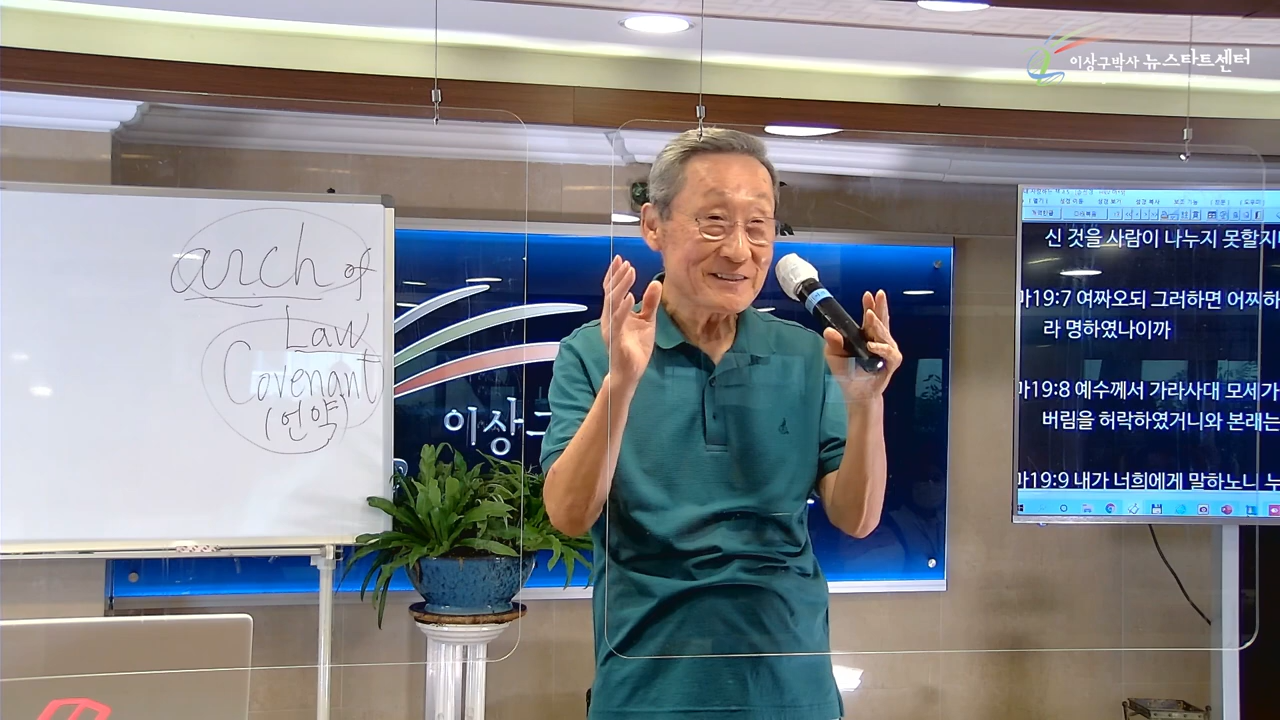 이상구박사 뉴스타트센터
arch of
Law
Covenant
(언약)
이상구
신 것을 사람이 나누지 못할지니
마19:7 여짜오되 그러하면 어찌하
라 명하였나이까
마19:8 예수께서 가라사대 모세가
버림을 허락하였거니와 본래는
마19:9 내가 너희에게 말하노니 누